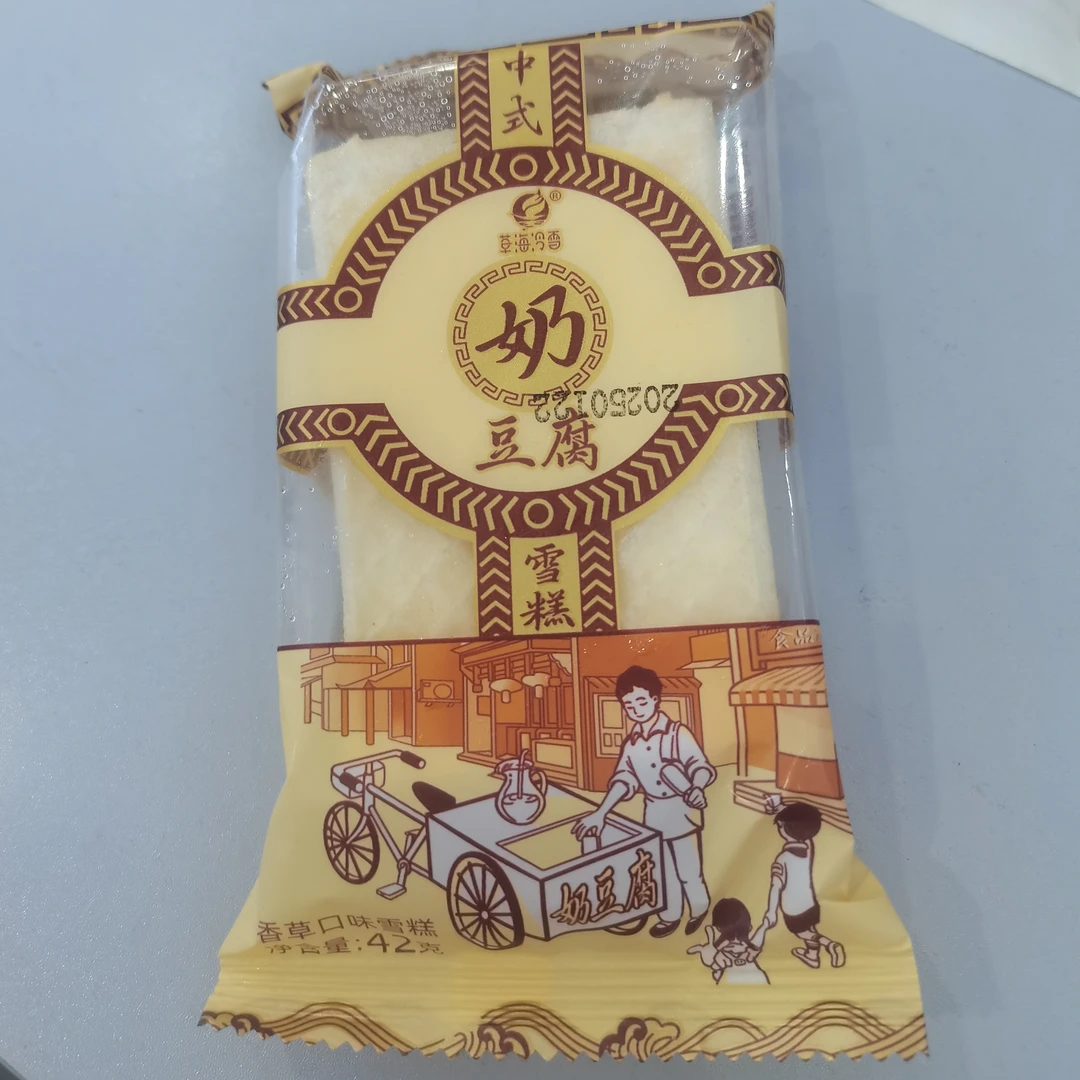 中式
草海冷雪®
奶
20250122
豆腐
雪糕
食品
奶豆腐
香草口味雪糕
净含量:42克